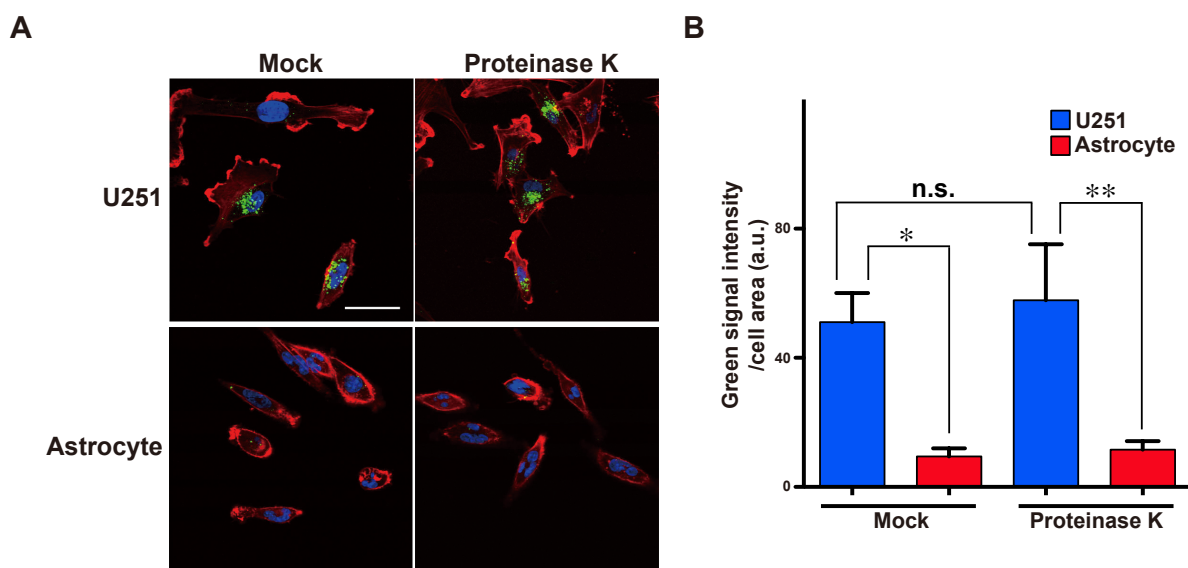 A
Mock
Proteinase K
U251
Astrocyte
B
U251
Astrocyte
n.s.
**
*
80
40
0
Green signal intensity
/cell area (a.u.)
Mock
Proteinase K